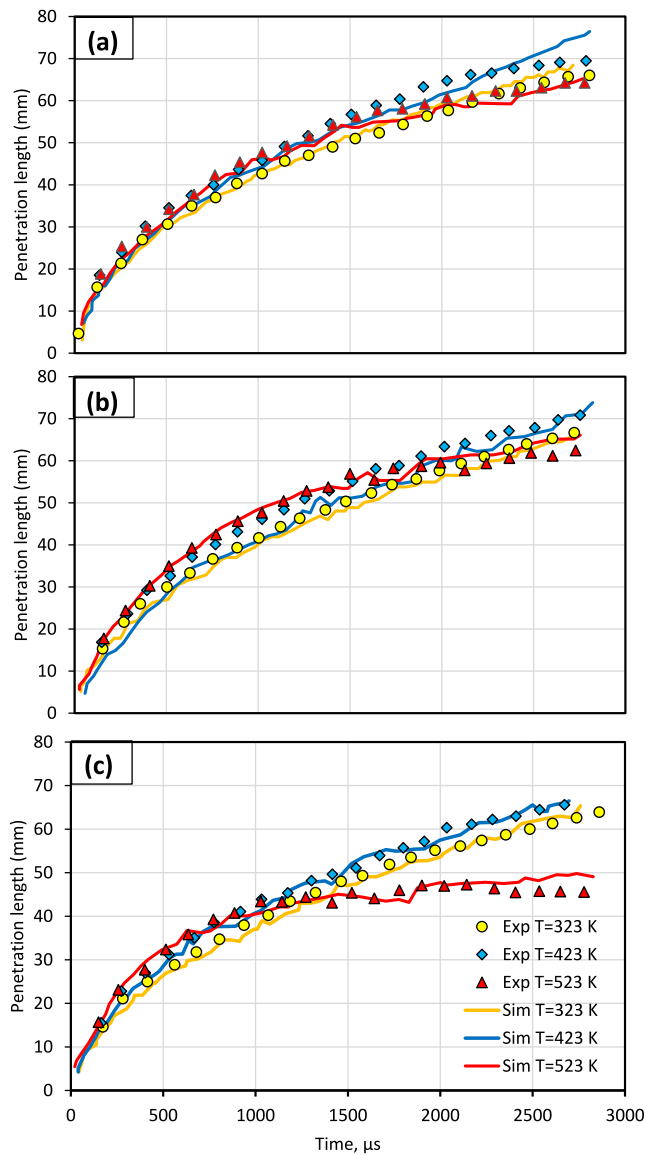 80
70
60
50
40
30
20
10
0
Penetration length (mm)
(a)
80
70
60
50
40
30
20
10
0
Penetration length (mm)
(b)
80
70
60
50
40
30
20
10
0
Penetration length (mm)
(c)
Exp T=323 K
Exp T=423 K
Exp T=523 K
Sim T=323 K
Sim T=423 K
Sim T=523 K
0 500 1000 1500 2000 2500 3000
Time, µs